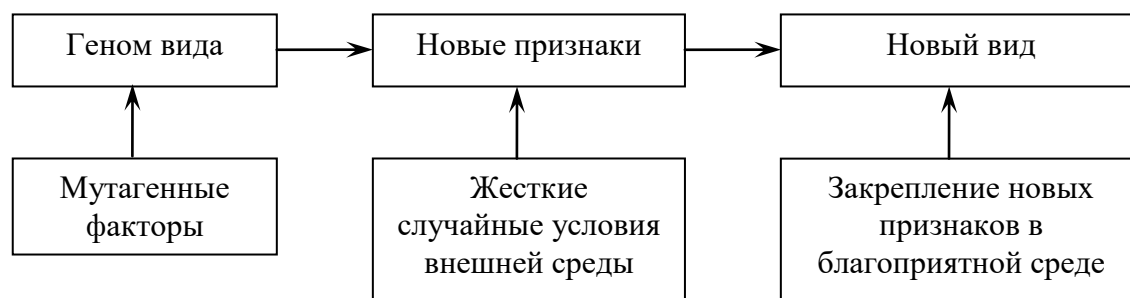 Геном вида
Новые признаки
Новый вид
Мутагенные
факторы
Жесткие
случайные условия
внешней среды
Закрепление новых
признаков в
благоприятной среде